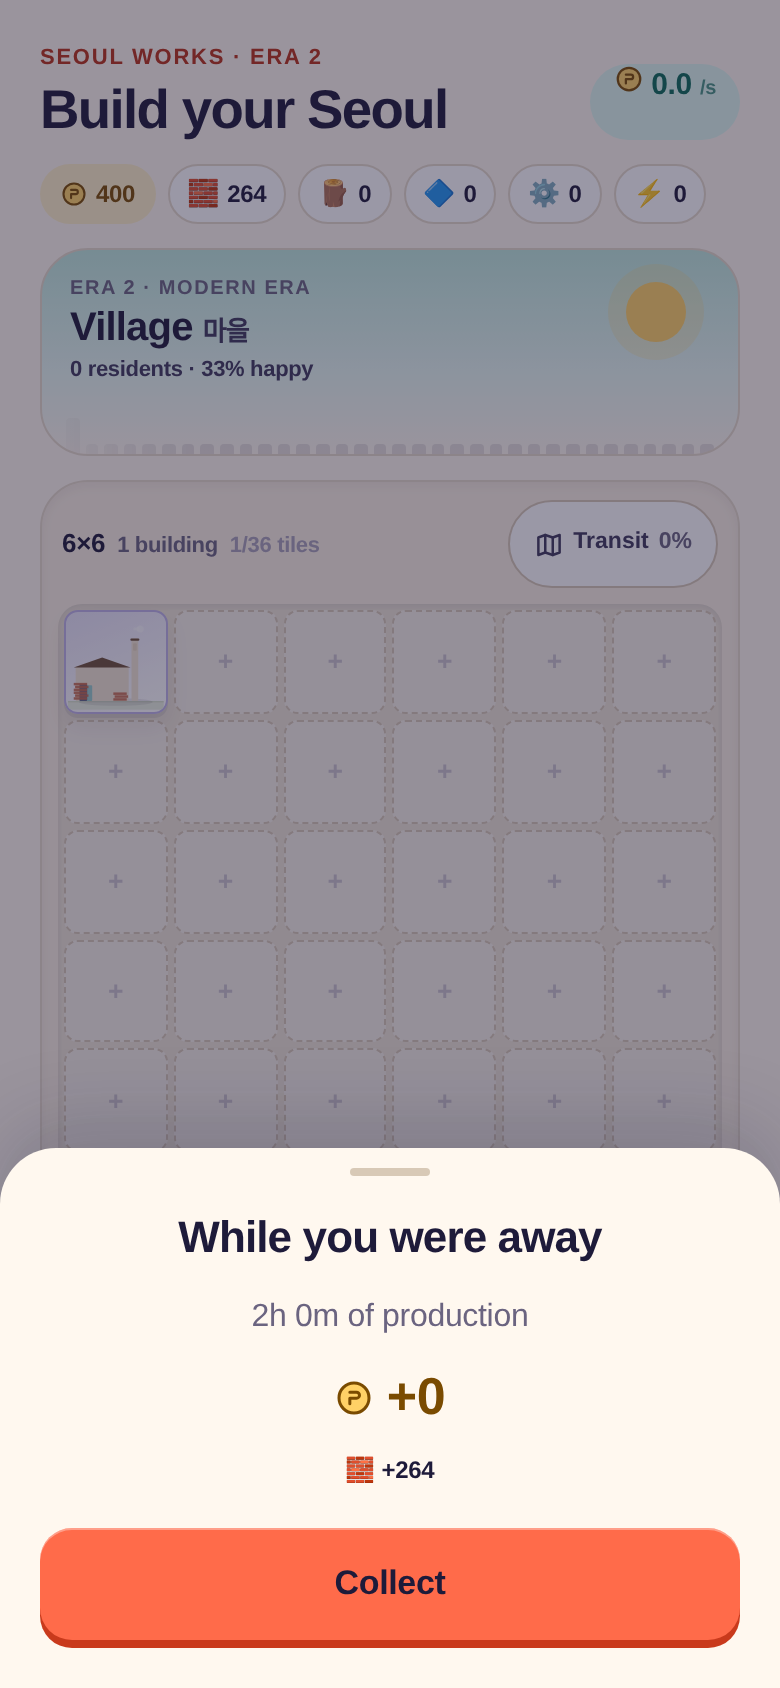 SEOUL WORKS · ERA 2
Build your Seoul
0.0 /s
400
264
0
0
0
0
ERA 2 · MODERN ERA
Village 마을
0 residents · 33% happy
6×6 1 building 1/36 tiles
Transit 0%
While you were away
2h 0m of production
+0
+264
Collect